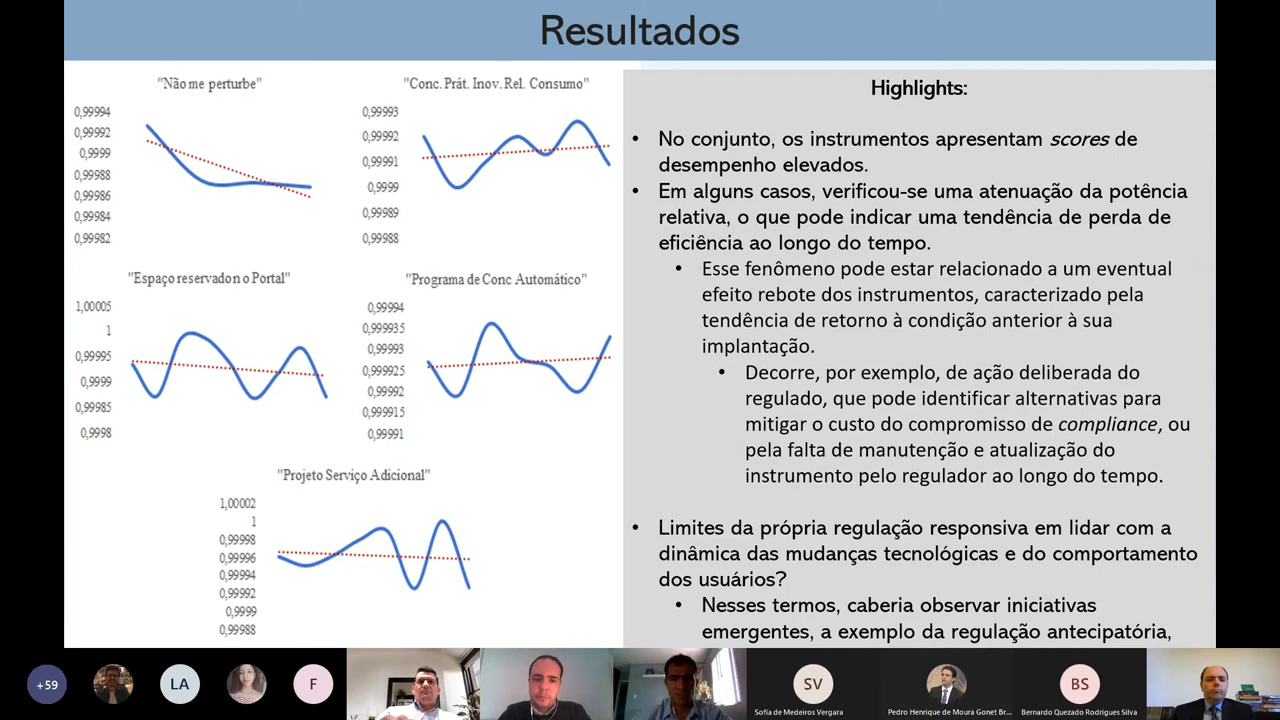 Resultados
"Não me perturbe"
0,99994
0,99992
0,9999
0,99988
0,99986
0,99984
0,99982
"Conc. Prát. Inov. Rel. Consumo"
0,99993
0,99992
0,99991
0,9999
0,99989
0,99988
"Espaço reservado n o Portal"
1,00005
1
0,99995
0,9999
0,99985
0,9998
"Programa de Conc. Automático"
0,99994
0,999935
0,99993
0,999925
0,99992
0,999915
0,99991
"Projeto Serviço Adicional"
1,00002
1
0,99998
0,99996
0,99994
0,99992
0,9999
0,99988
Highlights:
• No conjunto, os instrumentos apresentam scores de
desempenho elevados.
• Em alguns casos, verificou-se uma atenuação da potência
relativa, o que pode indicar uma tendência de perda de
eficiência ao longo do tempo.
• Esse fenômeno pode estar relacionado a um eventual
efeito rebote dos instrumentos, caracterizado pela
tendência de retorno à condição anterior à sua
implantação.
• Decorre, por exemplo, de ação deliberada do
regulado, que pode identificar alternativas para
mitigar o custo do compromisso de compliance, ou
pela falta de manutenção e atualização do
instrumento pelo regulador ao longo do tempo.
• Limites da própria regulação responsiva em lidar com a
dinâmica das mudanças tecnológicas e do comportamento
dos usuários?
• Nesses termos, caberia observar iniciativas
emergentes, a exemplo da regulação antecipatória,
+59
LA
F
SV
Sofia de Medeiros Vergara
Pedro Henrique de Moura Gonet Br...
BS
Bernardo Quezado Rodrigues Silva